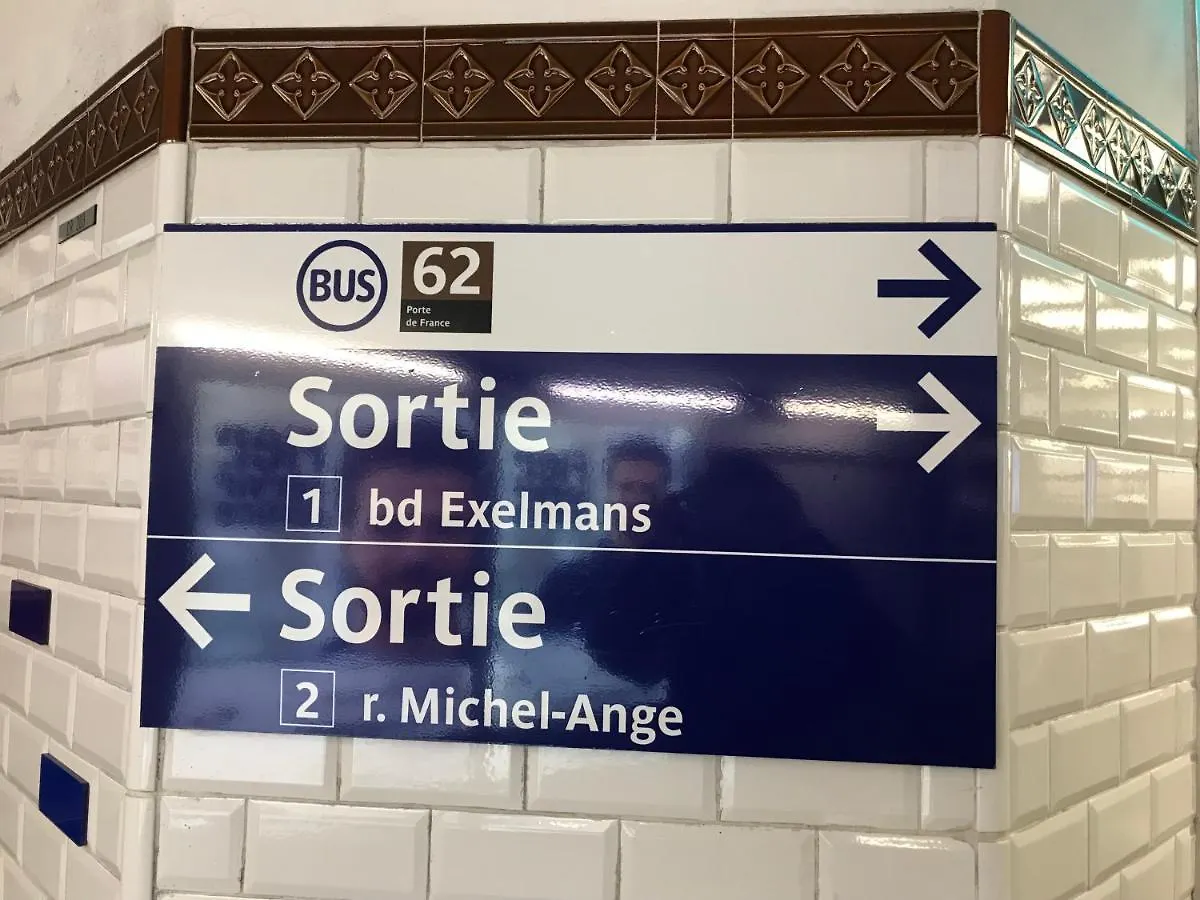 BUS 62
Porte
de France
Sortie
1 bd Exelmans
Sortie
2 r. Michel-Ange